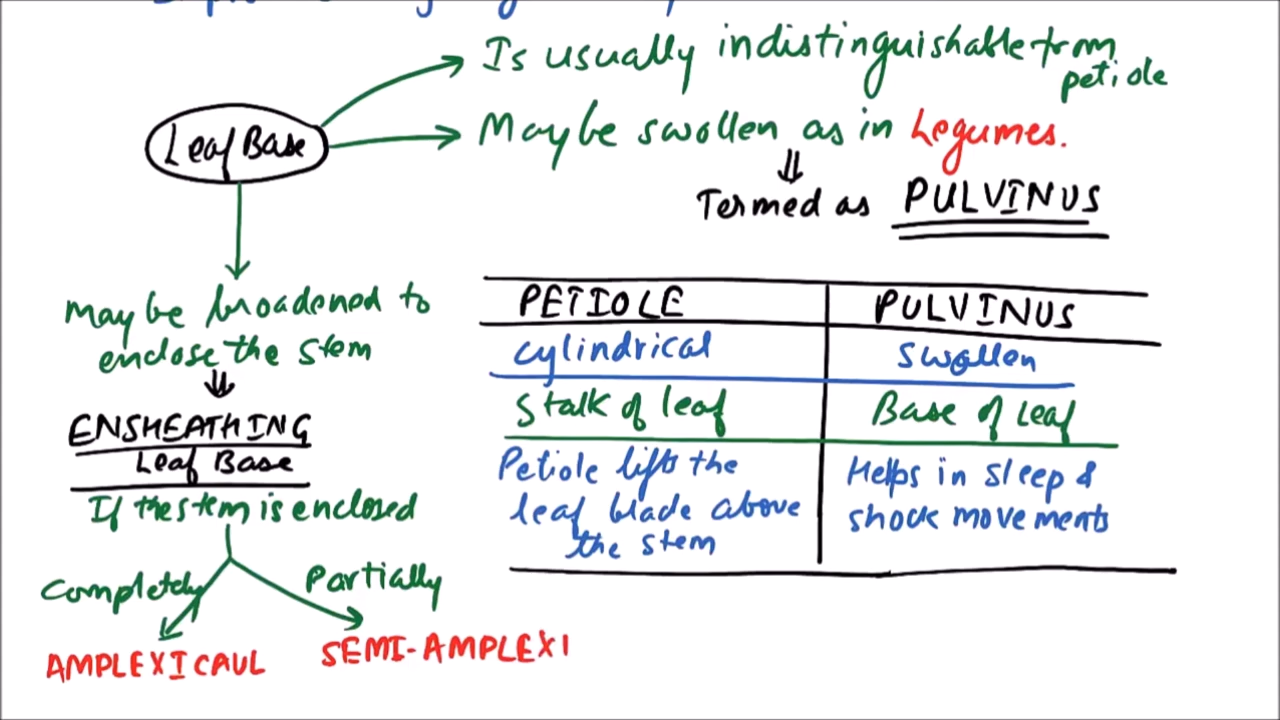 Is usually indistinguishable from
petiole
Leaf Base
Maybe swollen as in Legumes.
Termed as PULVINUS
May be broadened to
enclose the stem
ENSHEATHING
Leaf Base
If the stem is enclosed
Completely
Partially
AMPLEXICAUL
SEMI-AMPLEXI
PETIOLE PULVINUS
Cylindrical Swollen
Stalk of leaf Base of Leaf
Petiole lifts the
leaf blade above
the stem
Helps in sleep &
shock movements